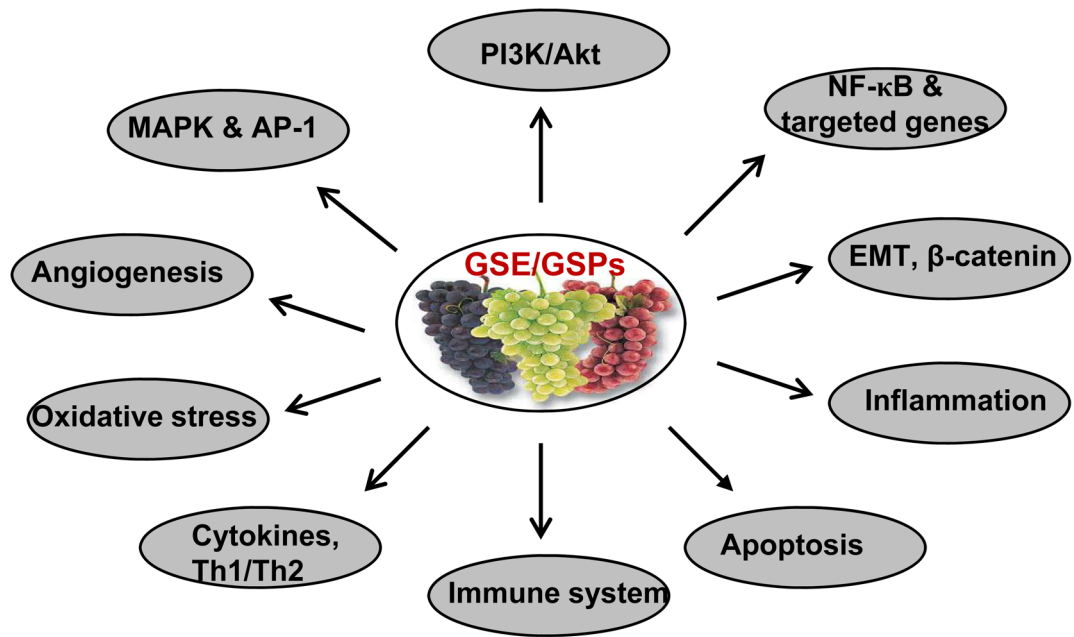 PI3K/Akt
NF-κB &
targeted genes
MAPK & AP-1
GSE/GSPs
EMT, β-catenin
Angiogenesis
Inflammation
Oxidative stress
Cytokines,
Th1/Th2
Apoptosis
Immune system